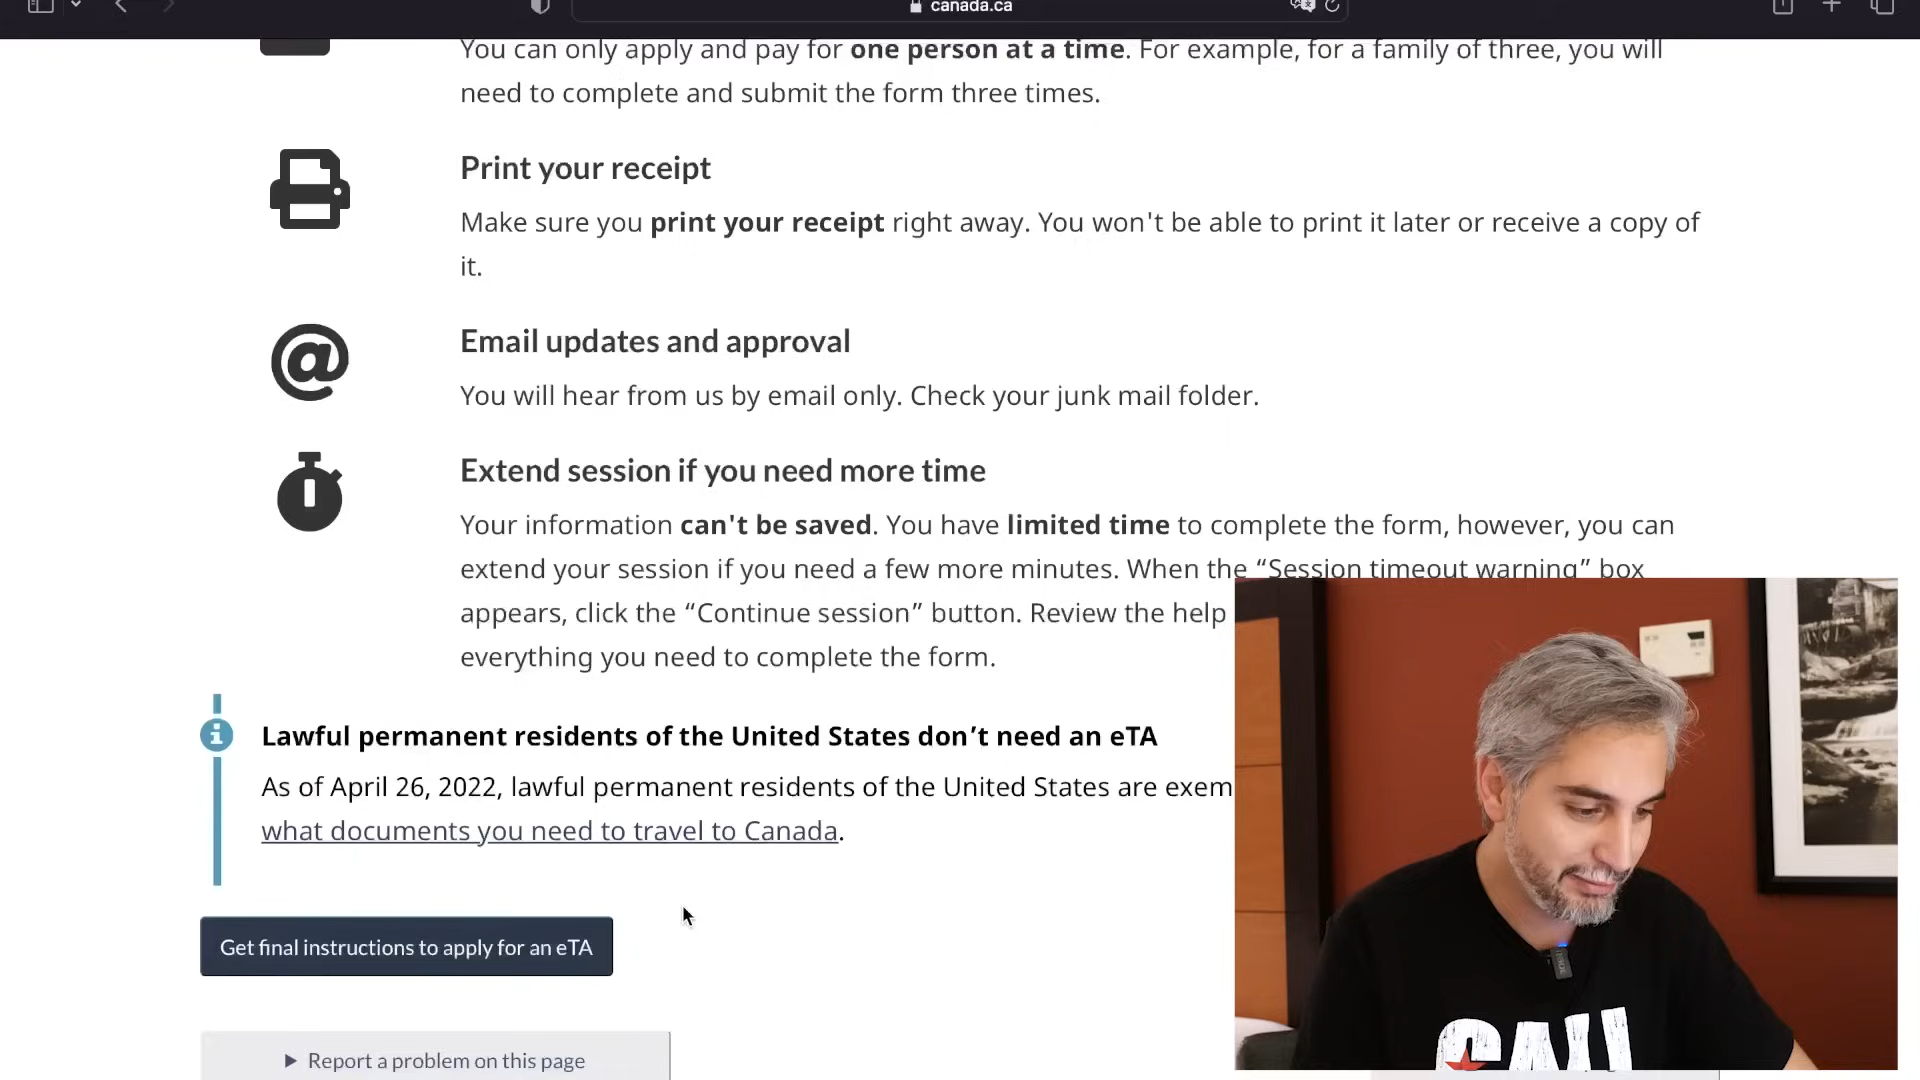 canada.ca
You can only apply and pay for one person at a time. For example, for a family of three, you will
need to complete and submit the form three times.
Print your receipt
Make sure you print your receipt right away. You won't be able to print it later or receive a copy of
it.
Email updates and approval
You will hear from us by email only. Check your junk mail folder.
Extend session if you need more time
Your information can't be saved. You have limited time to complete the form, however, you can
extend your session if you need a few more minutes. When the “Session timeout warning” box
appears, click the “Continue session” button. Review the help
everything you need to complete the form.
Lawful permanent residents of the United States don’t need an eTA
As of April 26, 2022, lawful permanent residents of the United States are exem
what documents you need to travel to Canada.
Get final instructions to apply for an eTA
Report a problem on this page